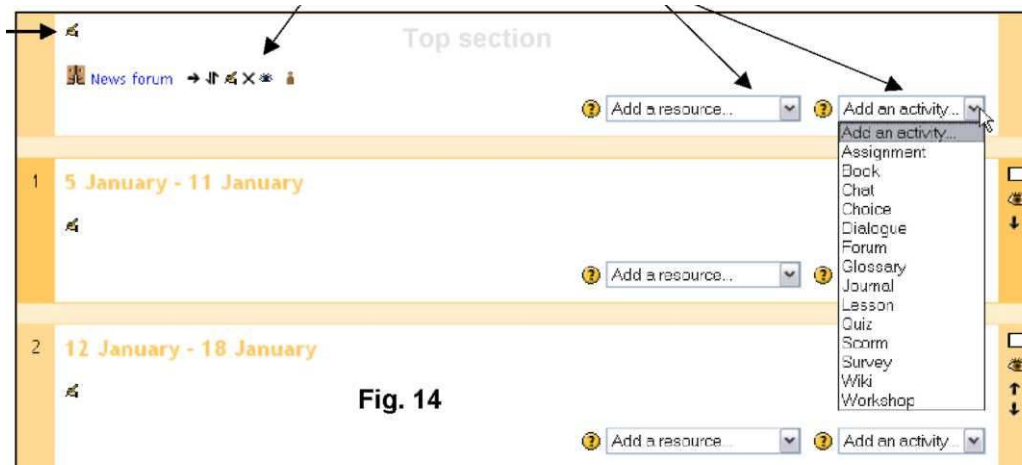 Top section
News forum
Add a resource... Add an activity...
Add an activity...
Assignment
Book
Chat
Choice
Dialogue
Forum
Glossary
Journal
Lesson
Quiz
Scorm
Survey
Wiki
Workshop
1 5 January - 11 January
Add a resource...
2 12 January - 18 January
Fig. 14
Add a resource... Add an activity...